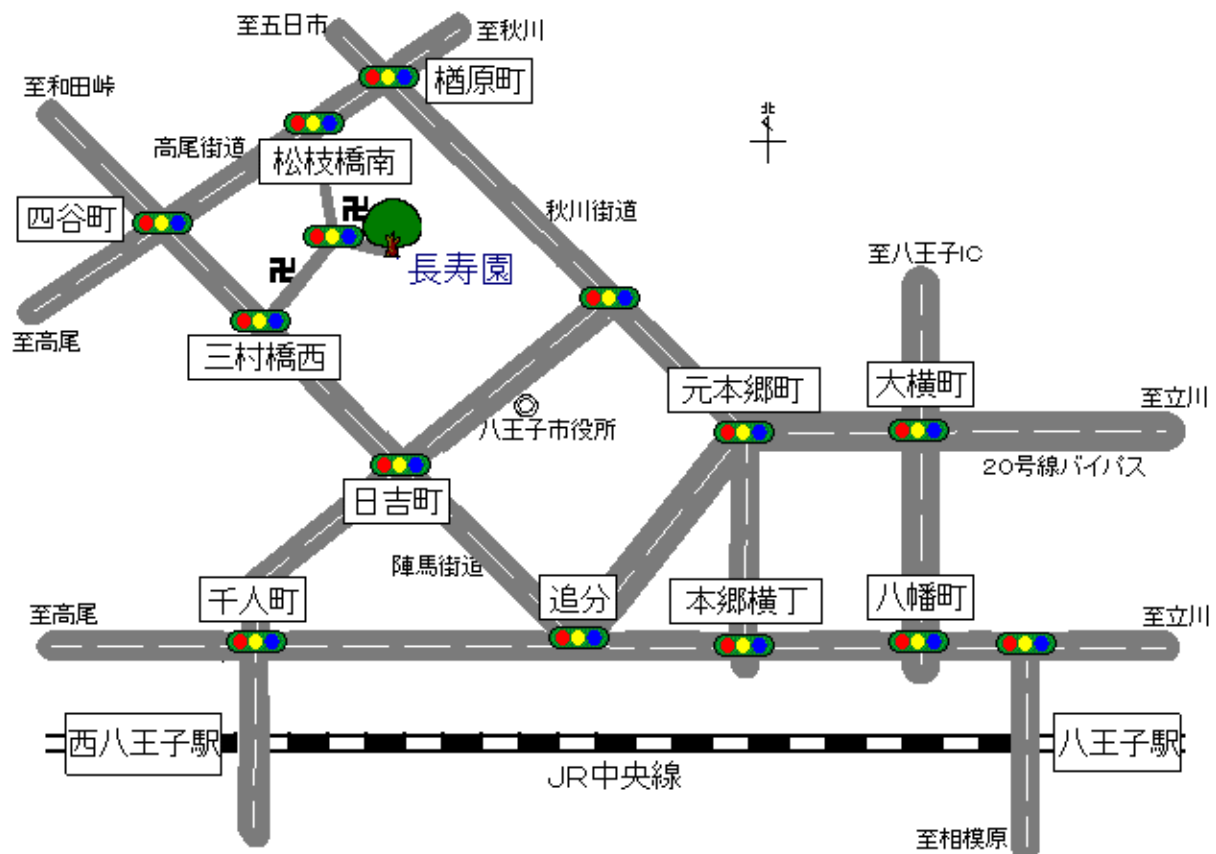 至五日市
至秋川
至和田峠
楢原町
北
高尾街道
松枝橋南
四谷町
卍
秋川街道
卍
長寿園
至八王子IC
至高尾
三村橋西
元本郷町
大横町
至立川
八王子市役所
20号線バイパス
日吉町
陣馬街道
千人町
追分
本郷横丁
八幡町
至高尾
至立川
西八王子駅
八王子駅
JR中央線
至相模原